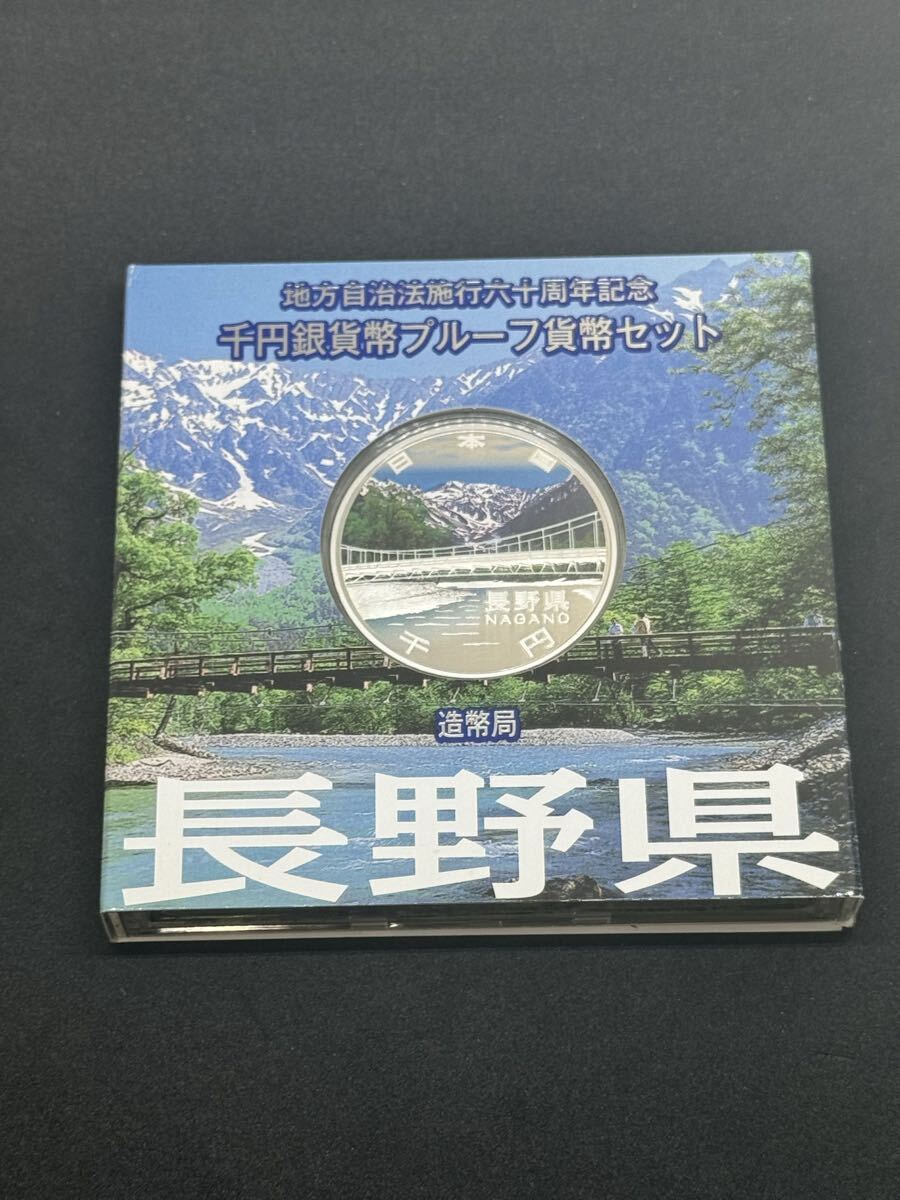 地方自治法施行六十周年記念
千円銀貨幣プルーフ貨幣セット
日本国
長野県
NAGANO
千円
造幣局
長野県